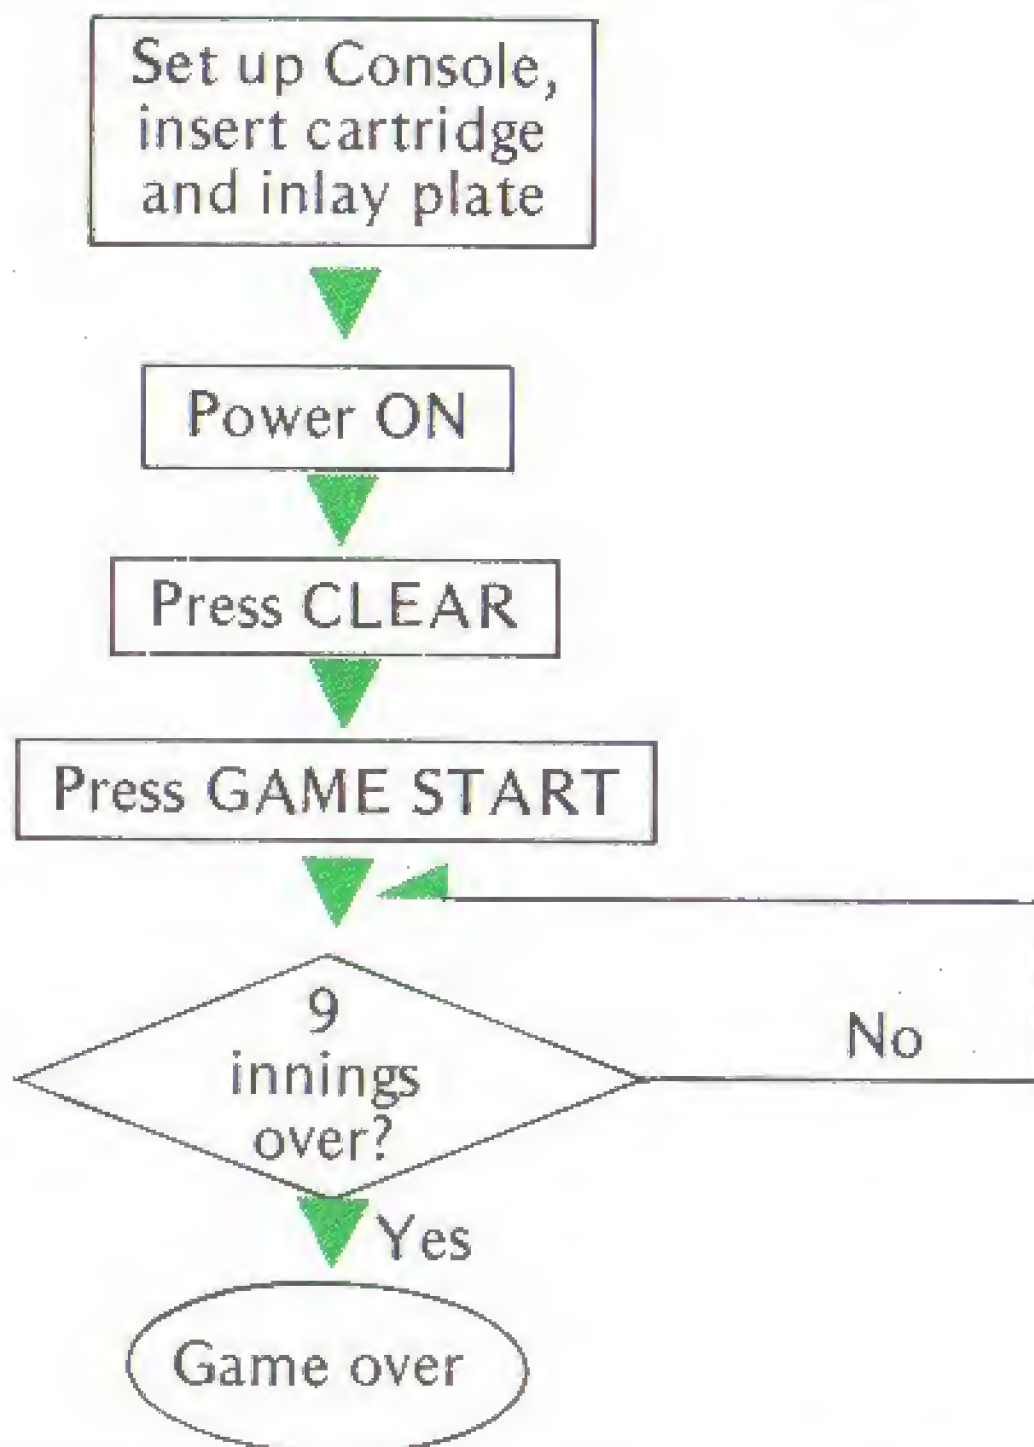 Set up Console,
insert cartridge
and inlay plate
Power ON
Press CLEAR
Press GAME START
9
innings
over?
No
Yes
Game over